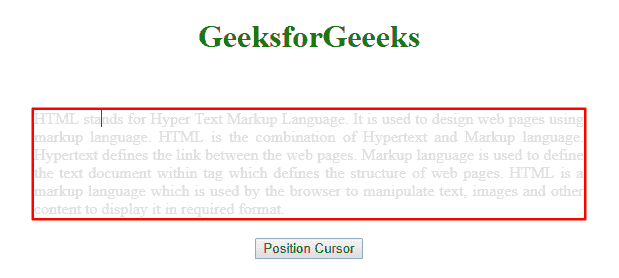 GeeksforGeeeks
HTML stands for Hyper Text Markup Language. It is used to design web pages using
markup language. HTML is the combination of Hypertext and Markup language.
Hypertext defines the link between the web pages. Markup language is used to define
the text document within tag which defines the structure of web pages. HTML is a
markup language which is used by the browser to manipulate text, images and other
content to display it in required format.
Position Cursor